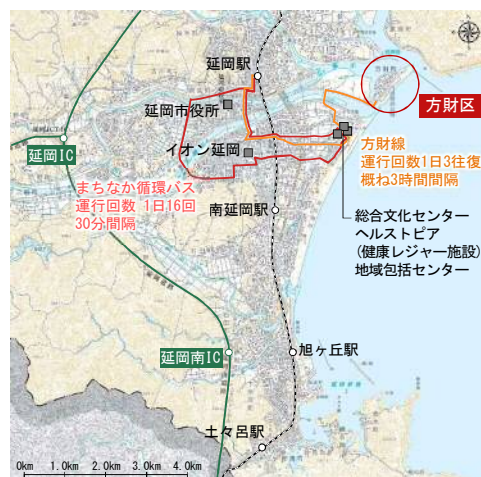 延岡駅
方財町
方財区
延岡市役所
延岡IC
イオン延岡
方財線
運行回数1日3往復
概ね3時間間隔
まちなか循環バス
運行回数 1日16回
30分間隔
南延岡駅
総合文化センター
ヘルストピア
(健康レジャー施設)
地域包括センター
延岡南IC
旭ヶ丘駅
土々呂駅
0km 1.0km 2.0km 3.0km 4.0km